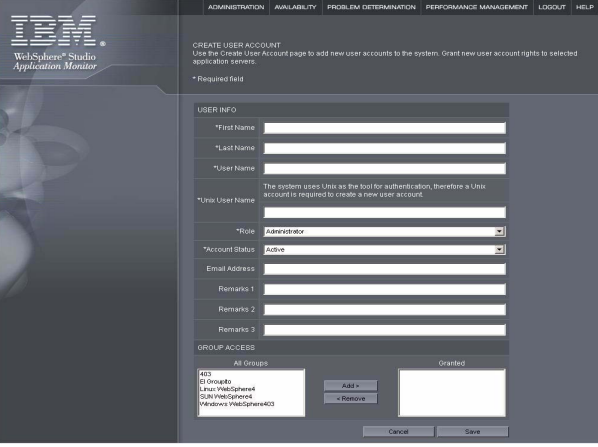 ADMINISTRATION AVAILABILITY PROBLEM DETERMINATION PERFORMANCE MANAGEMENT LOGOUT HELP
IBM®
WebSphere® Studio
Application Monitor
CREATE USER ACCOUNT
Use the Create User Account page to add new user accounts to the system. Grant new user account rights to selected
application servers.
* Required field
USER INFO
*First Name
*Last Name
*User Name
The system uses Unix as the tool for authentication, therefore a Unix
account is required to create a new user account.
*Unix User Name
*Role Administrator
*Account Status Active
Email Address
Remarks 1
Remarks 2
Remarks 3
GROUP ACCESS
All Groups Granted
403
El Groupito
Linux WebSphere4
SUN WebSphere4
Windows WebSphere403
Add »
« Remove
Cancel Save